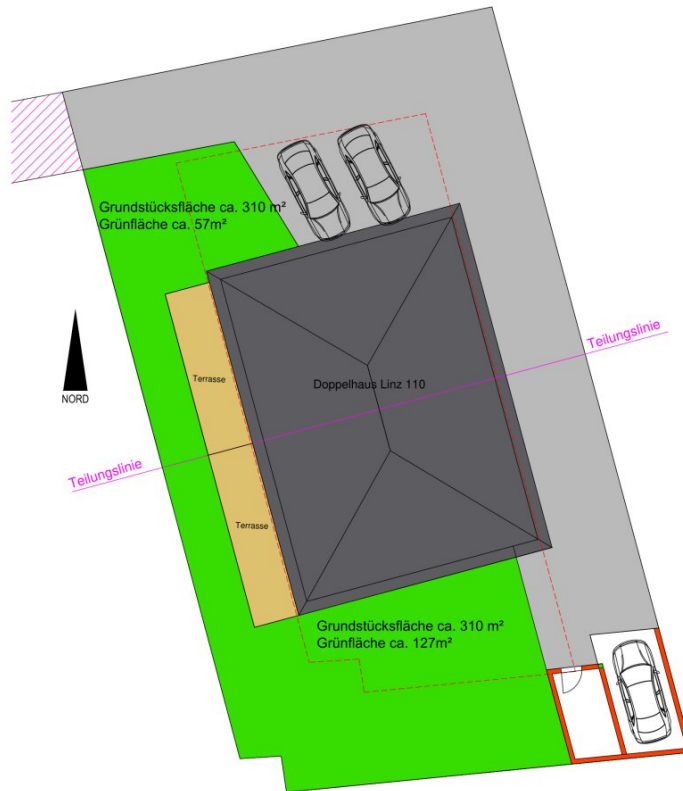 Grundstücksfläche ca. 310 m²
Grünfläche ca. 57m²
Teilungslinie
Terrasse
Doppelhaus Linz 110
NORD
Teilungslinie
Terrasse
Grundstücksfläche ca. 310 m²
Grünfläche ca. 127m²